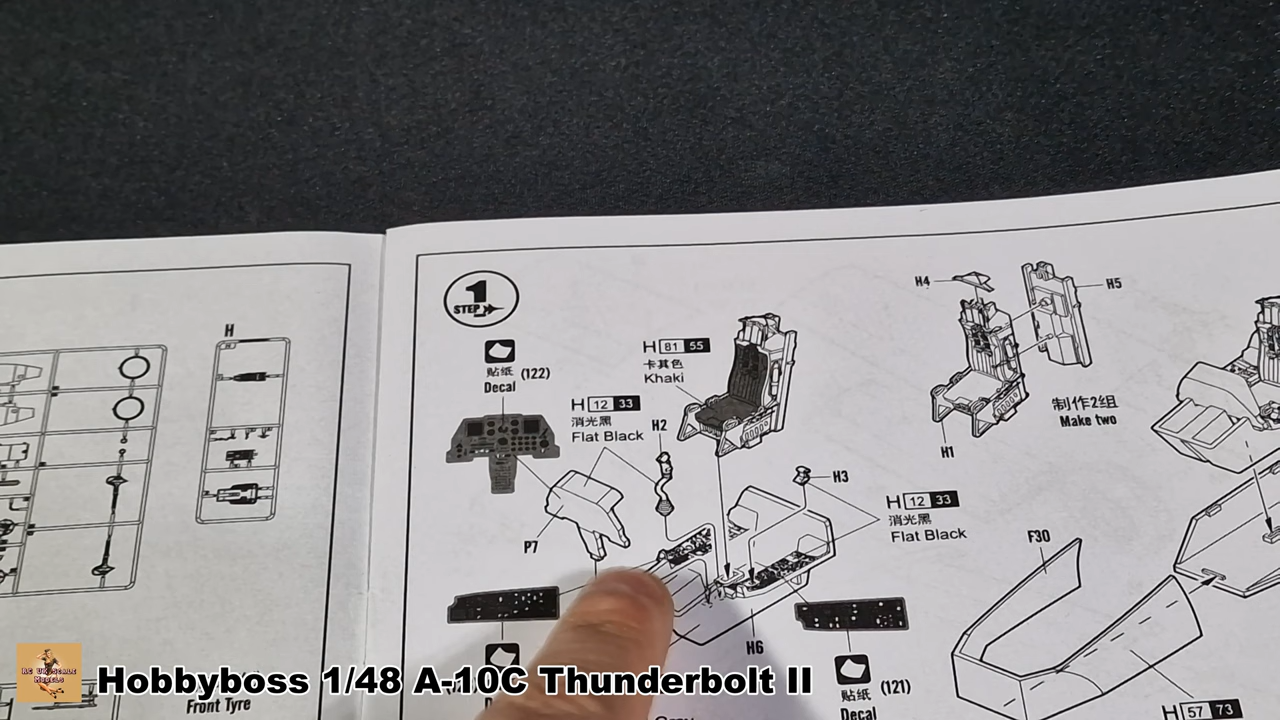 H
Front Tyre
1
STEP
贴纸 (122)
Decal
H 12 33
消光黑
Flat Black
H 81 55
卡其色
Khaki
H2
P7
H3
H 12 33
消光黑
Flat Black
H6
贴纸 (121)
Decal
H4
H5
H1
制作2组
Make two
F30
H 57 73
Hobbyboss 1/48 A-10C Thunderbolt II